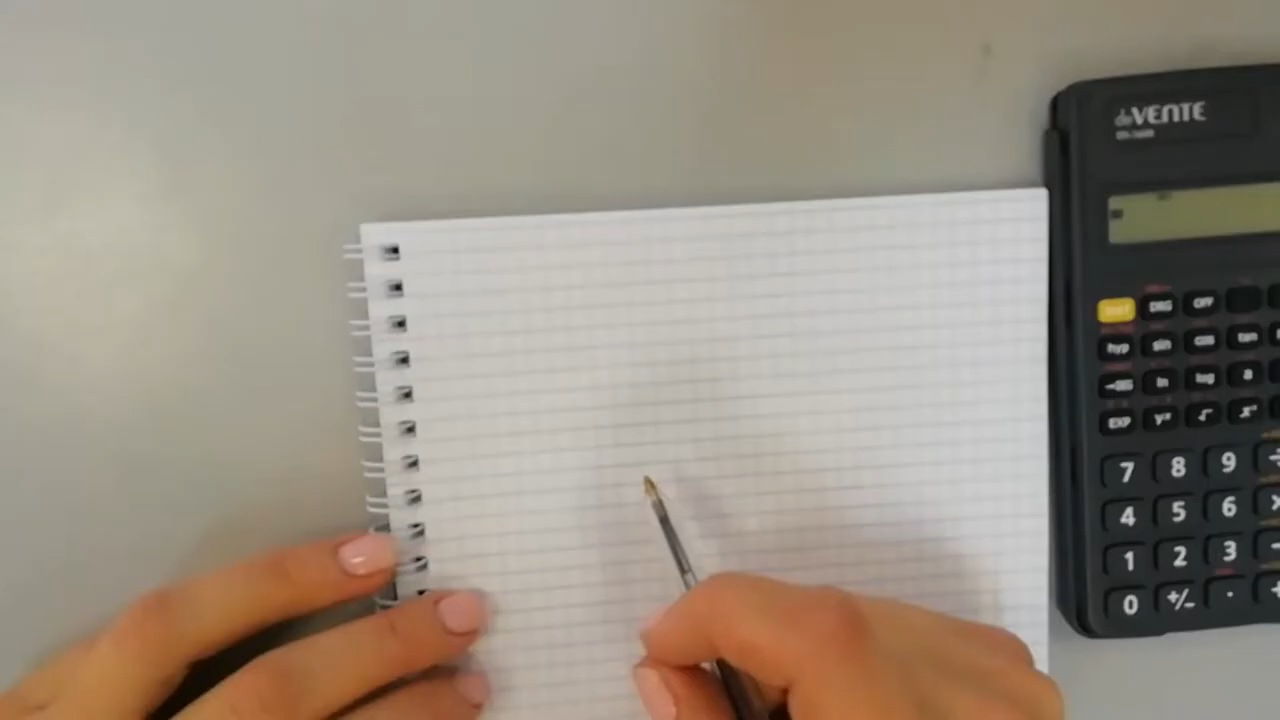 deVENTE
DRG OFF
hyp sin cos tan
ln log a
EXP yˣ √
7 8 9 ÷
4 5 6 ×
1 2 3 −
0 +/− · +